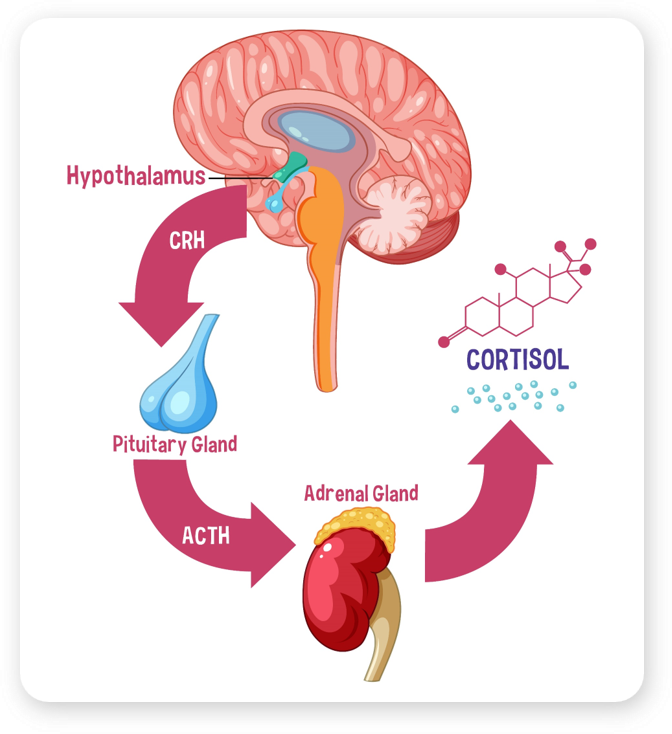 Hypothalamus
CRH
Pituitary Gland
ACTH
Adrenal Gland
CORTISOL